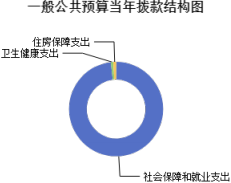 一般公共预算当年拨款结构图
住房保障支出
卫生健康支出
社会保障和就业支出